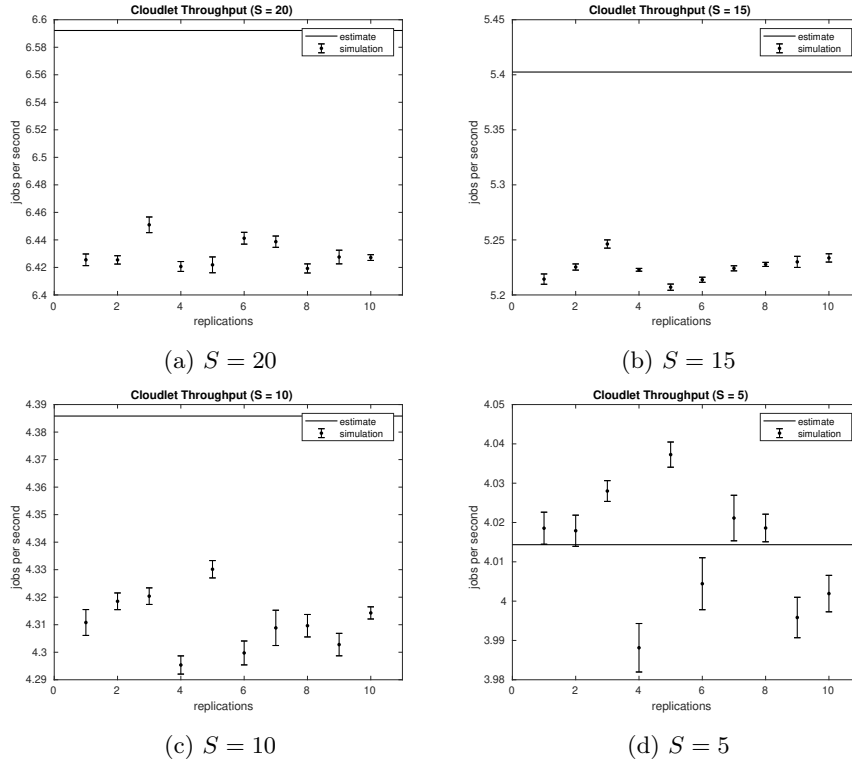 Cloudlet Throughput (S = 20)
6.6
6.58
6.56
6.54
6.52
6.5
6.48
6.46
6.44
6.42
6.4
jobs per second
estimate
simulation
0 2 4 6 8 10
replications
(a) S = 20
Cloudlet Throughput (S = 15)
5.45
5.4
5.35
5.3
5.25
5.2
jobs per second
estimate
simulation
0 2 4 6 8 10
replications
(b) S = 15
Cloudlet Throughput (S = 10)
4.39
4.38
4.37
4.36
4.35
4.34
4.33
4.32
4.31
4.3
4.29
jobs per second
estimate
simulation
0 2 4 6 8 10
replications
(c) S = 10
Cloudlet Throughput (S = 5)
4.05
4.04
4.03
4.02
4.01
4
3.99
3.98
jobs per second
estimate
simulation
0 2 4 6 8 10
replications
(d) S = 5